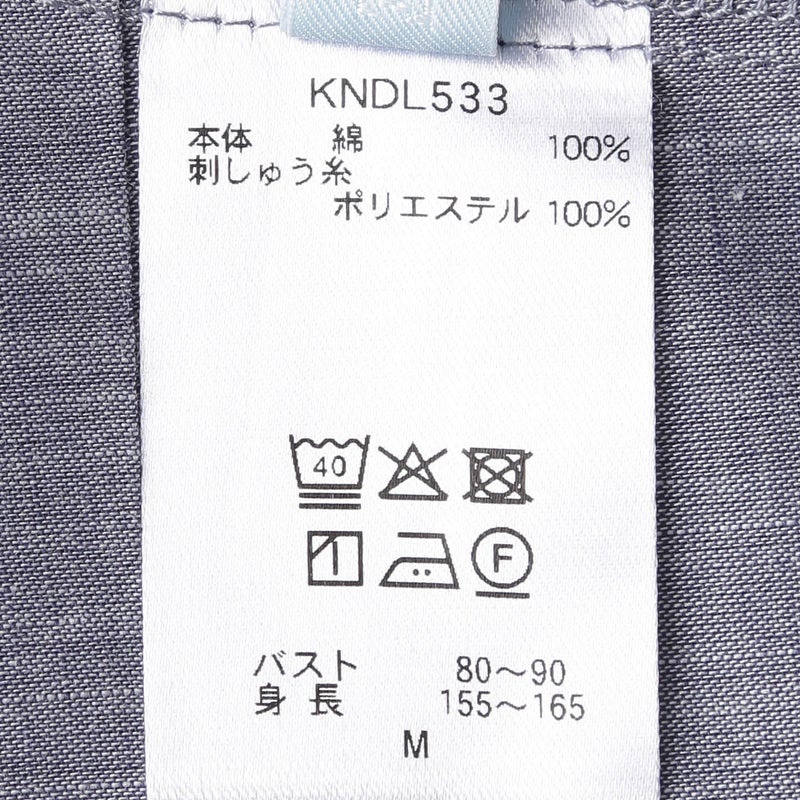 KNDL533
本体 綿 100%
刺しゅう糸
ポリエステル 100%
40
F
バスト 80～90
身長 155～165
M